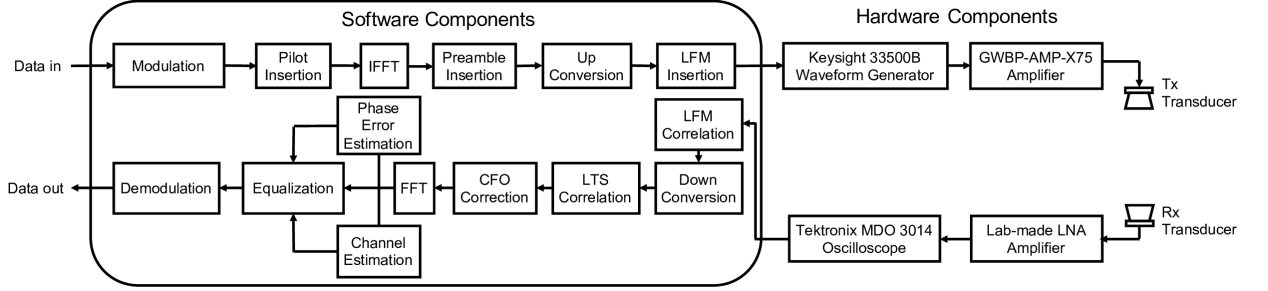 Software Components
Hardware Components
Data in
Modulation
Pilot
Insertion
IFFT
Preamble
Insertion
Up
Conversion
LFM
Insertion
Keysight 33500B
Waveform Generator
GWBP-AMP-X75
Amplifier
Tx
Transducer
Phase
Error
Estimation
LFM
Correlation
Data out
Demodulation
Equalization
FFT
CFO
Correction
LTS
Correlation
Down
Conversion
Channel
Estimation
Tektronix MDO 3014
Oscilloscope
Lab-made LNA
Amplifier
Rx
Transducer